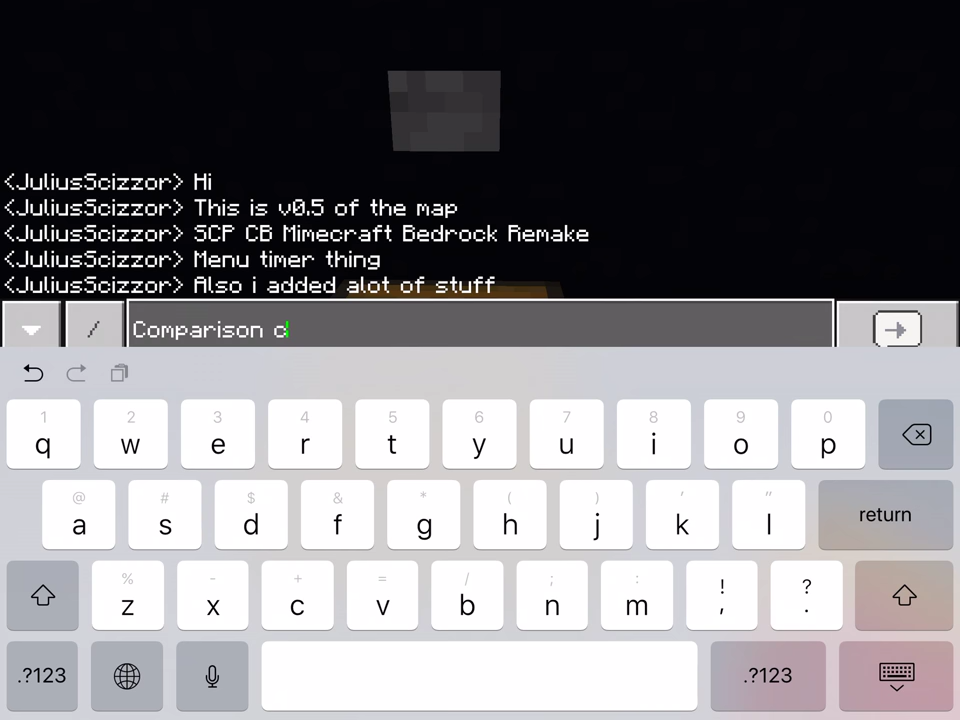 <JuliusScizzor> Hi
<JuliusScizzor> This is v0.5 of the map
<JuliusScizzor> SCP CB Mimecraft Bedrock Remake
<JuliusScizzor> Menu timer thing
<JuliusScizzor> Also i added alot of stuff
/ Comparison c
1 2 3 4 5 6 7 8 9 0
q w e r t y u i o p
@ # $ & * ( ) ' "
a s d f g h j k l return
% - + = / ; : ! ?
z x c v b n m , .
.?123 .?123